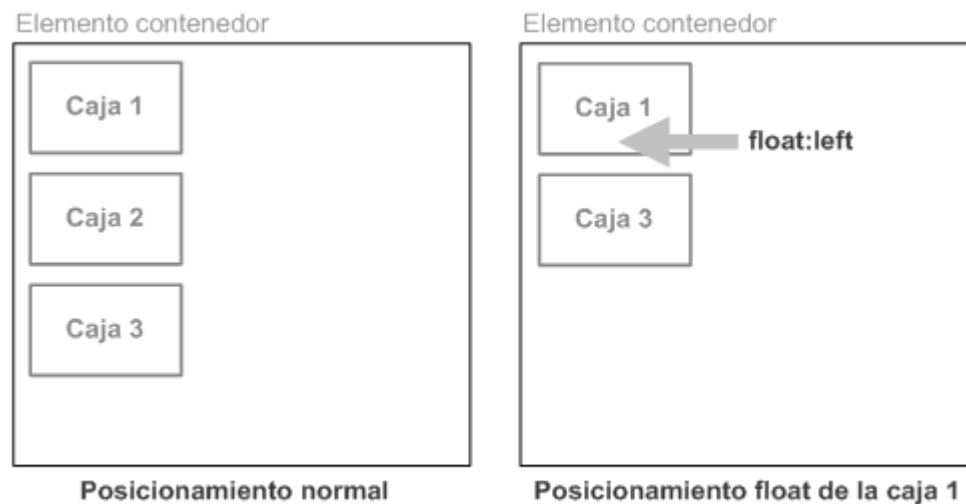 Elemento contenedor
Caja 1
Caja 2
Caja 3
Posicionamiento normal
Elemento contenedor
Caja 1
float:left
Caja 3
Posicionamiento float de la caja 1